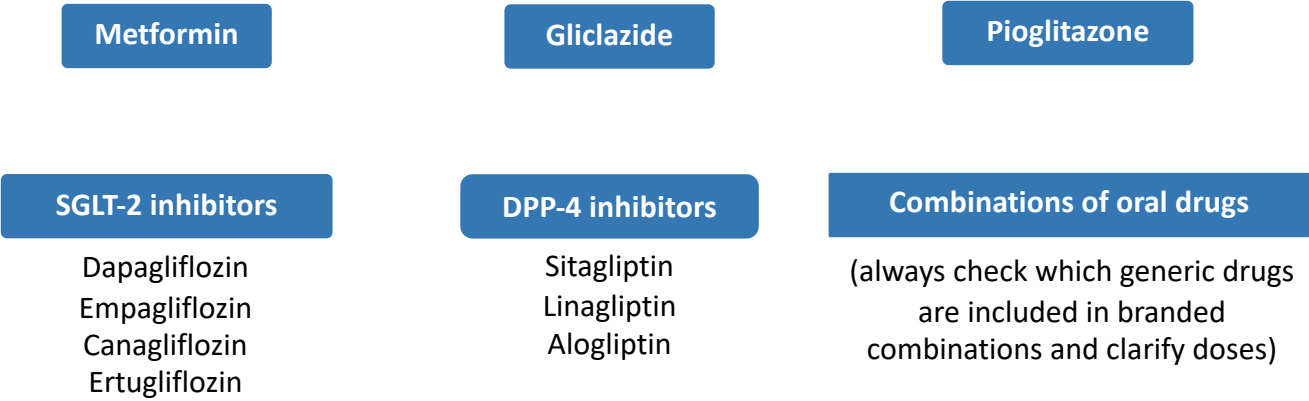 Metformin
Gliclazide
Pioglitazone
SGLT-2 inhibitors
Dapagliflozin
Empagliflozin
Canagliflozin
Ertugliflozin
DPP-4 inhibitors
Sitagliptin
Linagliptin
Alogliptin
Combinations of oral drugs
(always check which generic drugs
are included in branded
combinations and clarify doses)